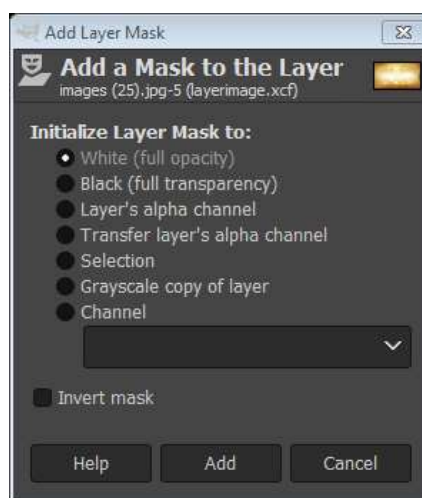 Add Layer Mask
Add a Mask to the Layer
images (25).jpg-5 (layerimage.xcf)
Initialize Layer Mask to:
White (full opacity)
Black (full transparency)
Layer's alpha channel
Transfer layer's alpha channel
Selection
Grayscale copy of layer
Channel
Invert mask
Help Add Cancel